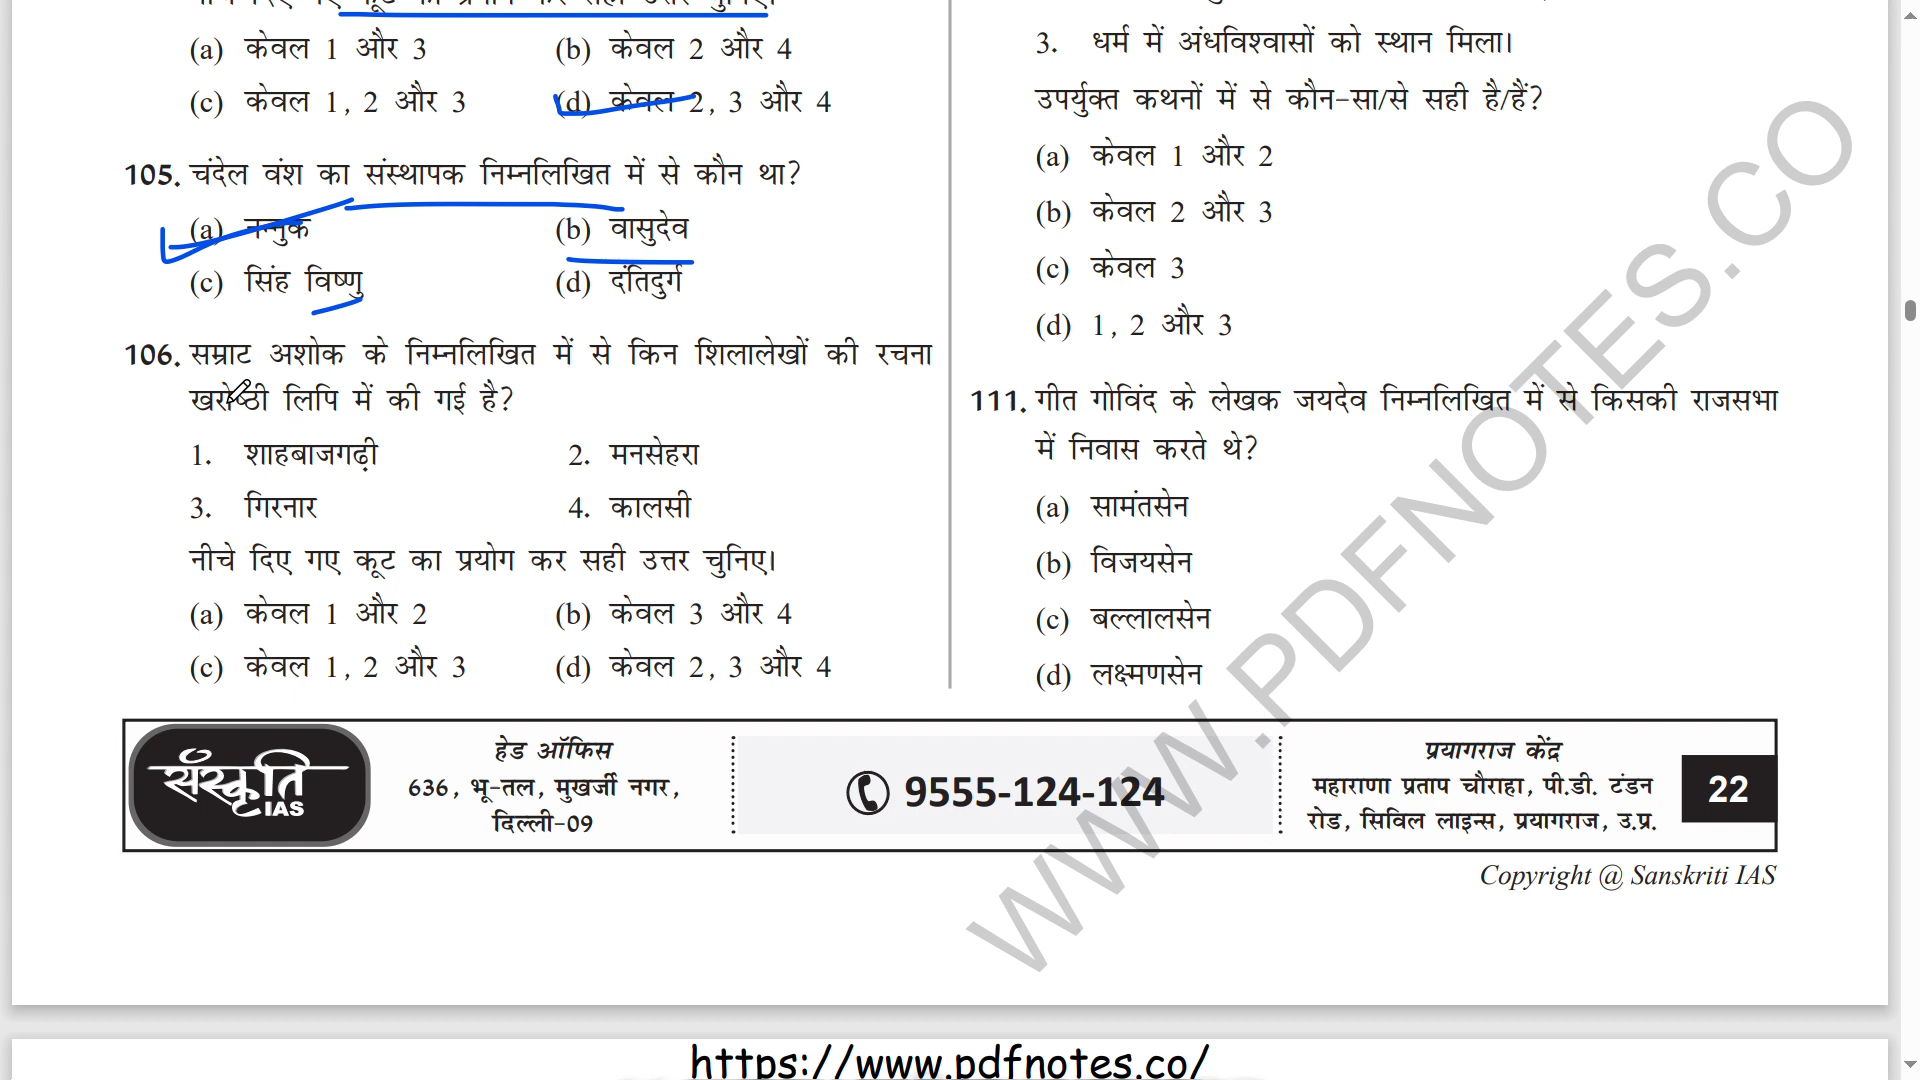 (a) केवल 1 और 3 (b) केवल 2 और 4
(c) केवल 1, 2 और 3 (d) केवल 2, 3 और 4
105. चंदेल वंश का संस्थापक निम्नलिखित में से कौन था?
(a) नन्नुक (b) वासुदेव
(c) सिंह विष्णु (d) दंतिदुर्ग
106. सम्राट अशोक के निम्नलिखित में से किन शिलालेखों की रचना
खरोष्ठी लिपि में की गई है?
1. शाहबाजगढ़ी 2. मनसेहरा
3. गिरनार 4. कालसी
नीचे दिए गए कूट का प्रयोग कर सही उत्तर चुनिए।
(a) केवल 1 और 2 (b) केवल 3 और 4
(c) केवल 1, 2 और 3 (d) केवल 2, 3 और 4
3. धर्म में अंधविश्वासों को स्थान मिला।
उपर्युक्त कथनों में से कौन-सा/से सही है/हैं?
(a) केवल 1 और 2
(b) केवल 2 और 3
(c) केवल 3
(d) 1, 2 और 3
111. गीत गोविंद के लेखक जयदेव निम्नलिखित में से किसकी राजसभा
में निवास करते थे?
(a) सामंतसेन
(b) विजयसेन
(c) बल्लालसेन
(d) लक्ष्मणसेन
WWW.PDFNOTES.CO
संस्कृति
IAS
हेड ऑफिस
636, भू-तल, मुखर्जी नगर,
दिल्ली-09
9555-124-124
प्रयागराज केंद्र
महाराणा प्रताप चौराहा, पी.डी. टंडन
रोड, सिविल लाइन्स, प्रयागराज, उ.प्र.
22
Copyright @ Sanskriti IAS
https://www.pdfnotes.co/